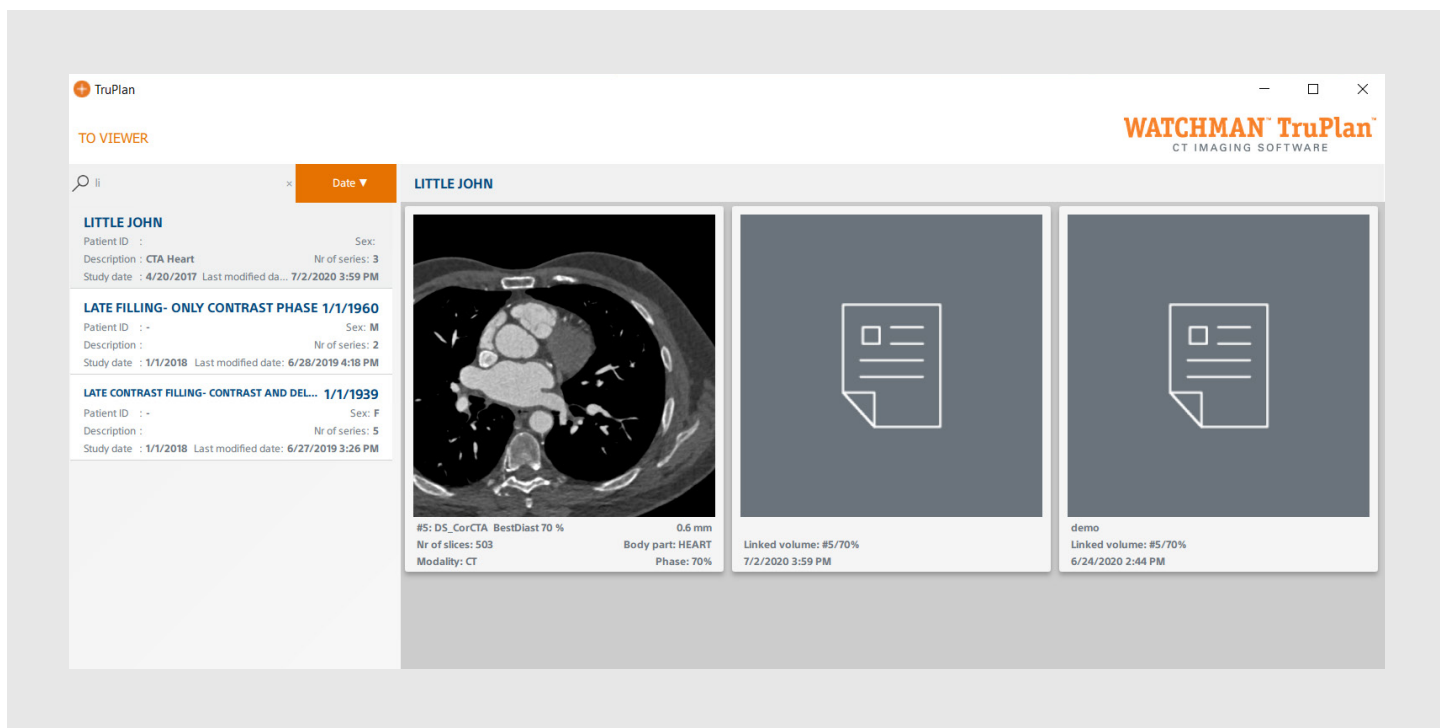 TruPlan
TO VIEWER
WATCHMAN™ TruPlan™
CT IMAGING SOFTWARE
li × Date ▼
LITTLE JOHN
Patient ID : Sex:
Description : CTA Heart Nr of series: 3
Study date : 4/20/2017 Last modified da... 7/2/2020 3:59 PM
LATE FILLING- ONLY CONTRAST PHASE 1/1/1960
Patient ID : - Sex: M
Description : Nr of series: 2
Study date : 1/1/2018 Last modified date: 6/28/2019 4:18 PM
LATE CONTRAST FILLING- CONTRAST AND DEL... 1/1/1939
Patient ID : - Sex: F
Description : Nr of series: 5
Study date : 1/1/2018 Last modified date: 6/27/2019 3:26 PM
LITTLE JOHN
#5: DS_CorCTA BestDiast 70 % 0.6 mm
Nr of slices: 503 Body part: HEART
Modality: CT Phase: 70%
Linked volume: #5/70%
7/2/2020 3:59 PM
demo
Linked volume: #5/70%
6/24/2020 2:44 PM